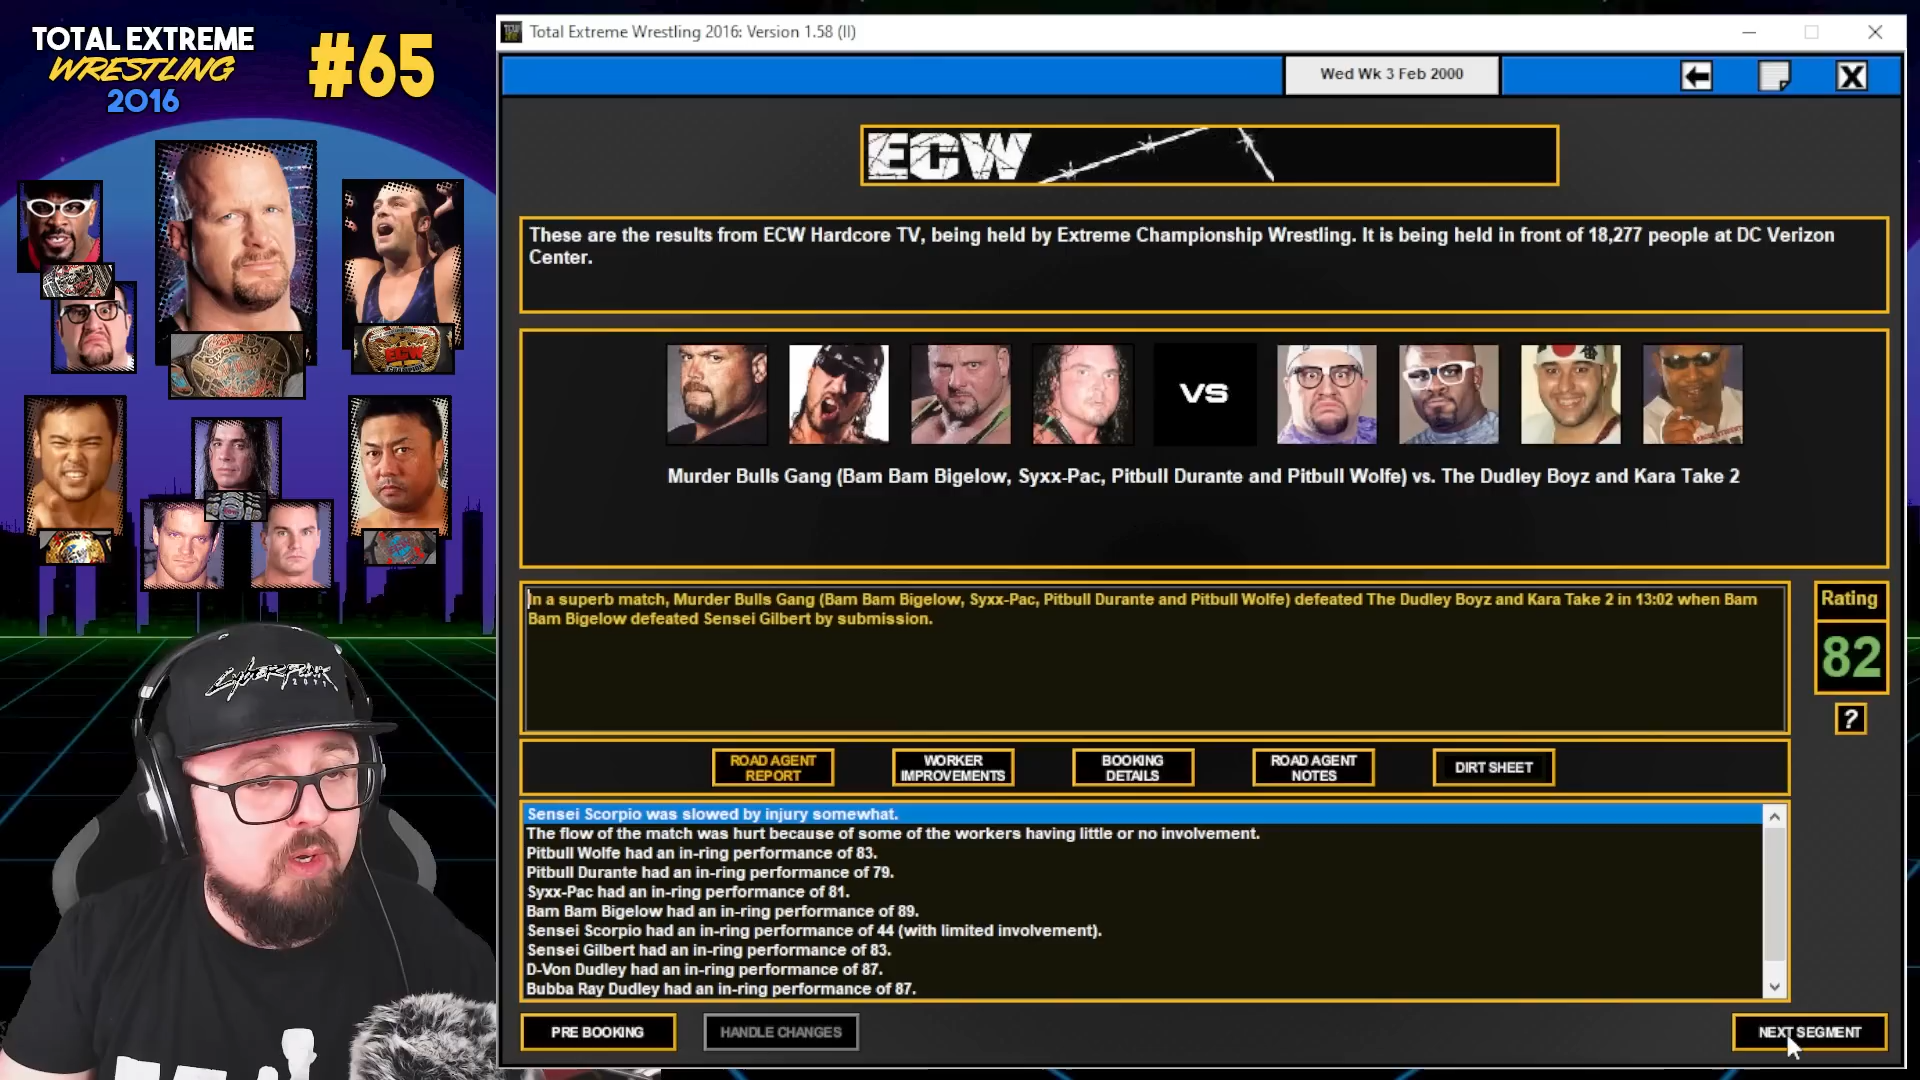 TOTAL EXTREME
WRESTLING
2016
#65
Total Extreme Wrestling 2016: Version 1.58 (II)
Wed Wk 3 Feb 2000
X
ECW
These are the results from ECW Hardcore TV, being held by Extreme Championship Wrestling. It is being held in front of 18,277 people at DC Verizon
Center.
VS
Murder Bulls Gang (Bam Bam Bigelow, Syxx-Pac, Pitbull Durante and Pitbull Wolfe) vs. The Dudley Boyz and Kara Take 2
In a superb match, Murder Bulls Gang (Bam Bam Bigelow, Syxx-Pac, Pitbull Durante and Pitbull Wolfe) defeated The Dudley Boyz and Kara Take 2 in 13:02 when Bam
Bam Bigelow defeated Sensei Gilbert by submission.
Rating
82
?
ROAD AGENT
REPORT
WORKER
IMPROVEMENTS
BOOKING
DETAILS
ROAD AGENT
NOTES
DIRT SHEET
Sensei Scorpio was slowed by injury somewhat.
The flow of the match was hurt because of some of the workers having little or no involvement.
Pitbull Wolfe had an in-ring performance of 83.
Pitbull Durante had an in-ring performance of 79.
Syxx-Pac had an in-ring performance of 81.
Bam Bam Bigelow had an in-ring performance of 89.
Sensei Scorpio had an in-ring performance of 44 (with limited involvement).
Sensei Gilbert had an in-ring performance of 83.
D-Von Dudley had an in-ring performance of 87.
Bubba Ray Dudley had an in-ring performance of 87.
PRE BOOKING
HANDLE CHANGES
NEXT SEGMENT
Cyberpunk
2077
ECW